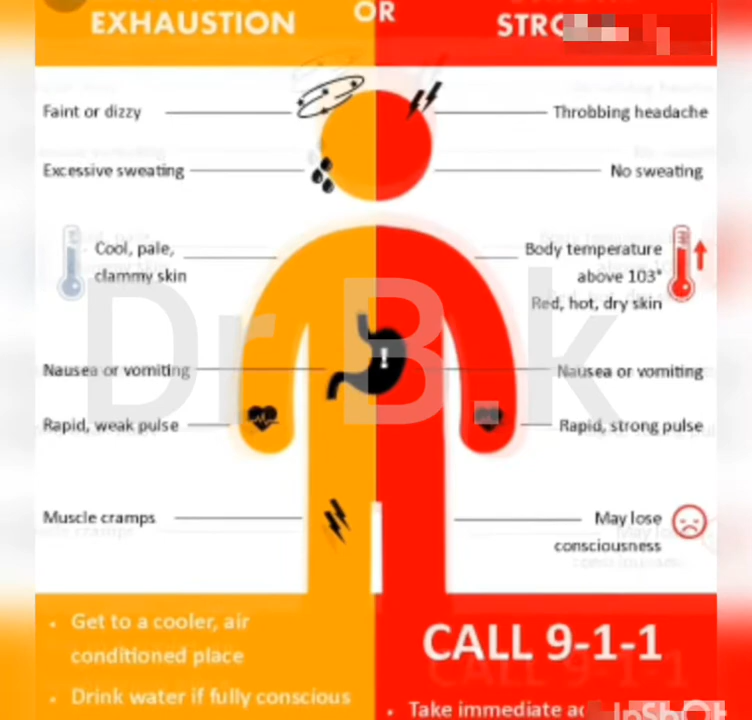 EXHAUSTION
OR
STRO
Faint or dizzy
Throbbing headache
Excessive sweating
No sweating
Cool, pale,
clammy skin
Body temperature
above 103°
Red, hot, dry skin
Dr B.k
Nausea or vomiting
Nausea or vomiting
!
Rapid, weak pulse
Rapid, strong pulse
Muscle cramps
May lose
consciousness
• Get to a cooler, air
conditioned place
• Drink water if fully conscious
CALL 9-1-1
• Take immediate
InShOt